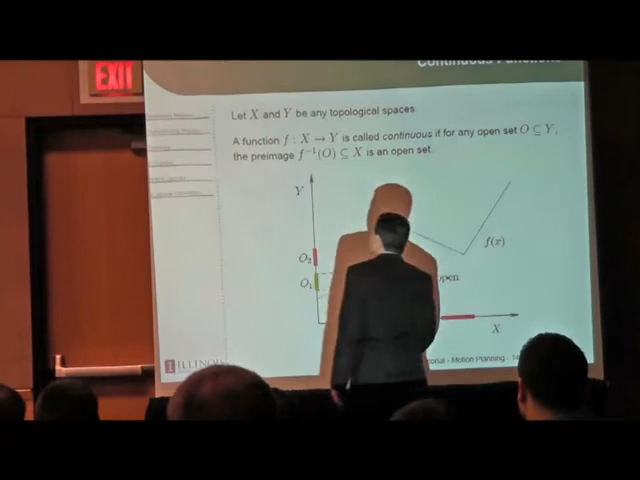 EXIT
Continuous Functions
Let X and Y be any topological spaces.
A function f : X → Y is called continuous if for any open set O ⊆ Y,
the preimage f⁻¹(O) ⊆ X is an open set.
Y
f(x)
O₂
O₁
open
X
ILLINOI
- Motion Planning -